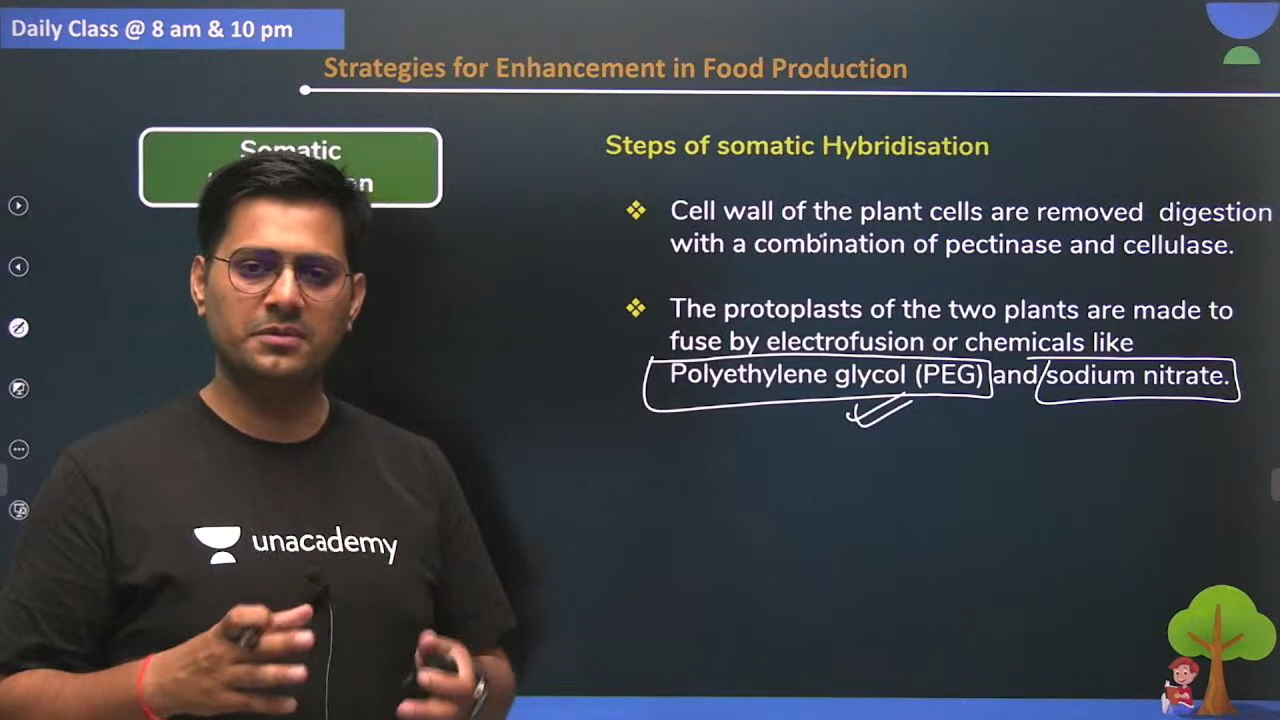 Daily Class @ 8 am & 10 pm
Strategies for Enhancement in Food Production
Somatic
Steps of somatic Hybridisation
Cell wall of the plant cells are removed digestion
with a combination of pectinase and cellulase.
The protoplasts of the two plants are made to
fuse by electrofusion or chemicals like
Polyethylene glycol (PEG) and sodium nitrate.
unacademy